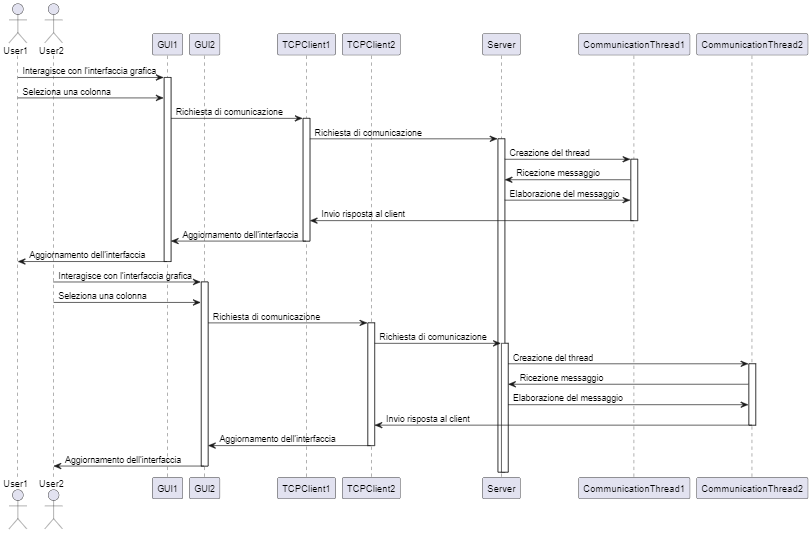 User1
User2
GUI1
GUI2
TCPClient1
TCPClient2
Server
CommunicationThread1
CommunicationThread2
Interagisce con l'interfaccia grafica
Seleziona una colonna
Richiesta di comunicazione
Richiesta di comunicazione
Creazione del thread
Ricezione messaggio
Elaborazione del messaggio
Invio risposta al client
Aggiornamento dell'interfaccia
Aggiornamento dell'interfaccia
Interagisce con l'interfaccia grafica
Seleziona una colonna
Richiesta di comunicazione
Richiesta di comunicazione
Creazione del thread
Ricezione messaggio
Elaborazione del messaggio
Invio risposta al client
Aggiornamento dell'interfaccia
Aggiornamento dell'interfaccia
User1
User2
GUI1
GUI2
TCPClient1
TCPClient2
Server
CommunicationThread1
CommunicationThread2